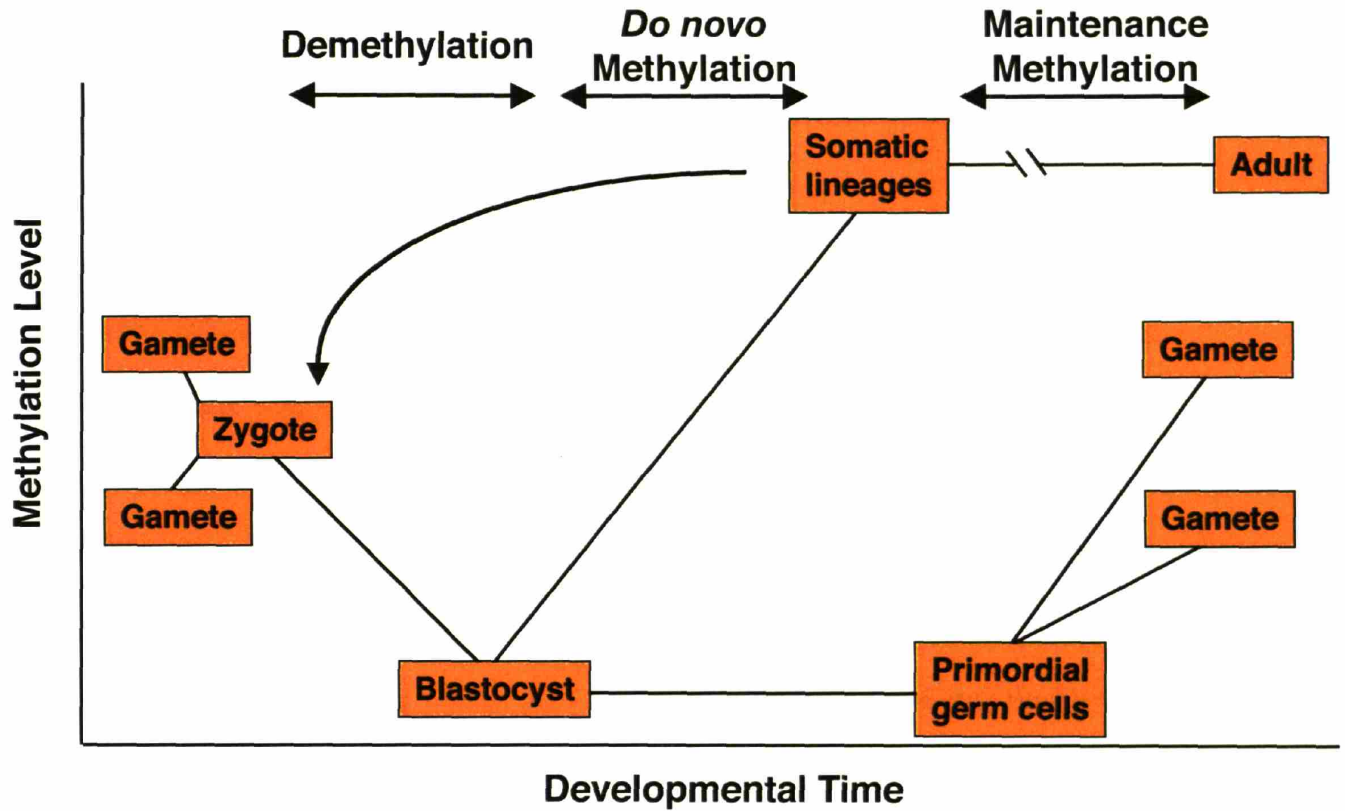 Demethylation
Do novo
Methylation
Maintenance
Methylation
Somatic
lineages
Adult
Methylation Level
Gamete
Zygote
Gamete
Gamete
Gamete
Blastocyst
Primordial
germ cells
Developmental Time